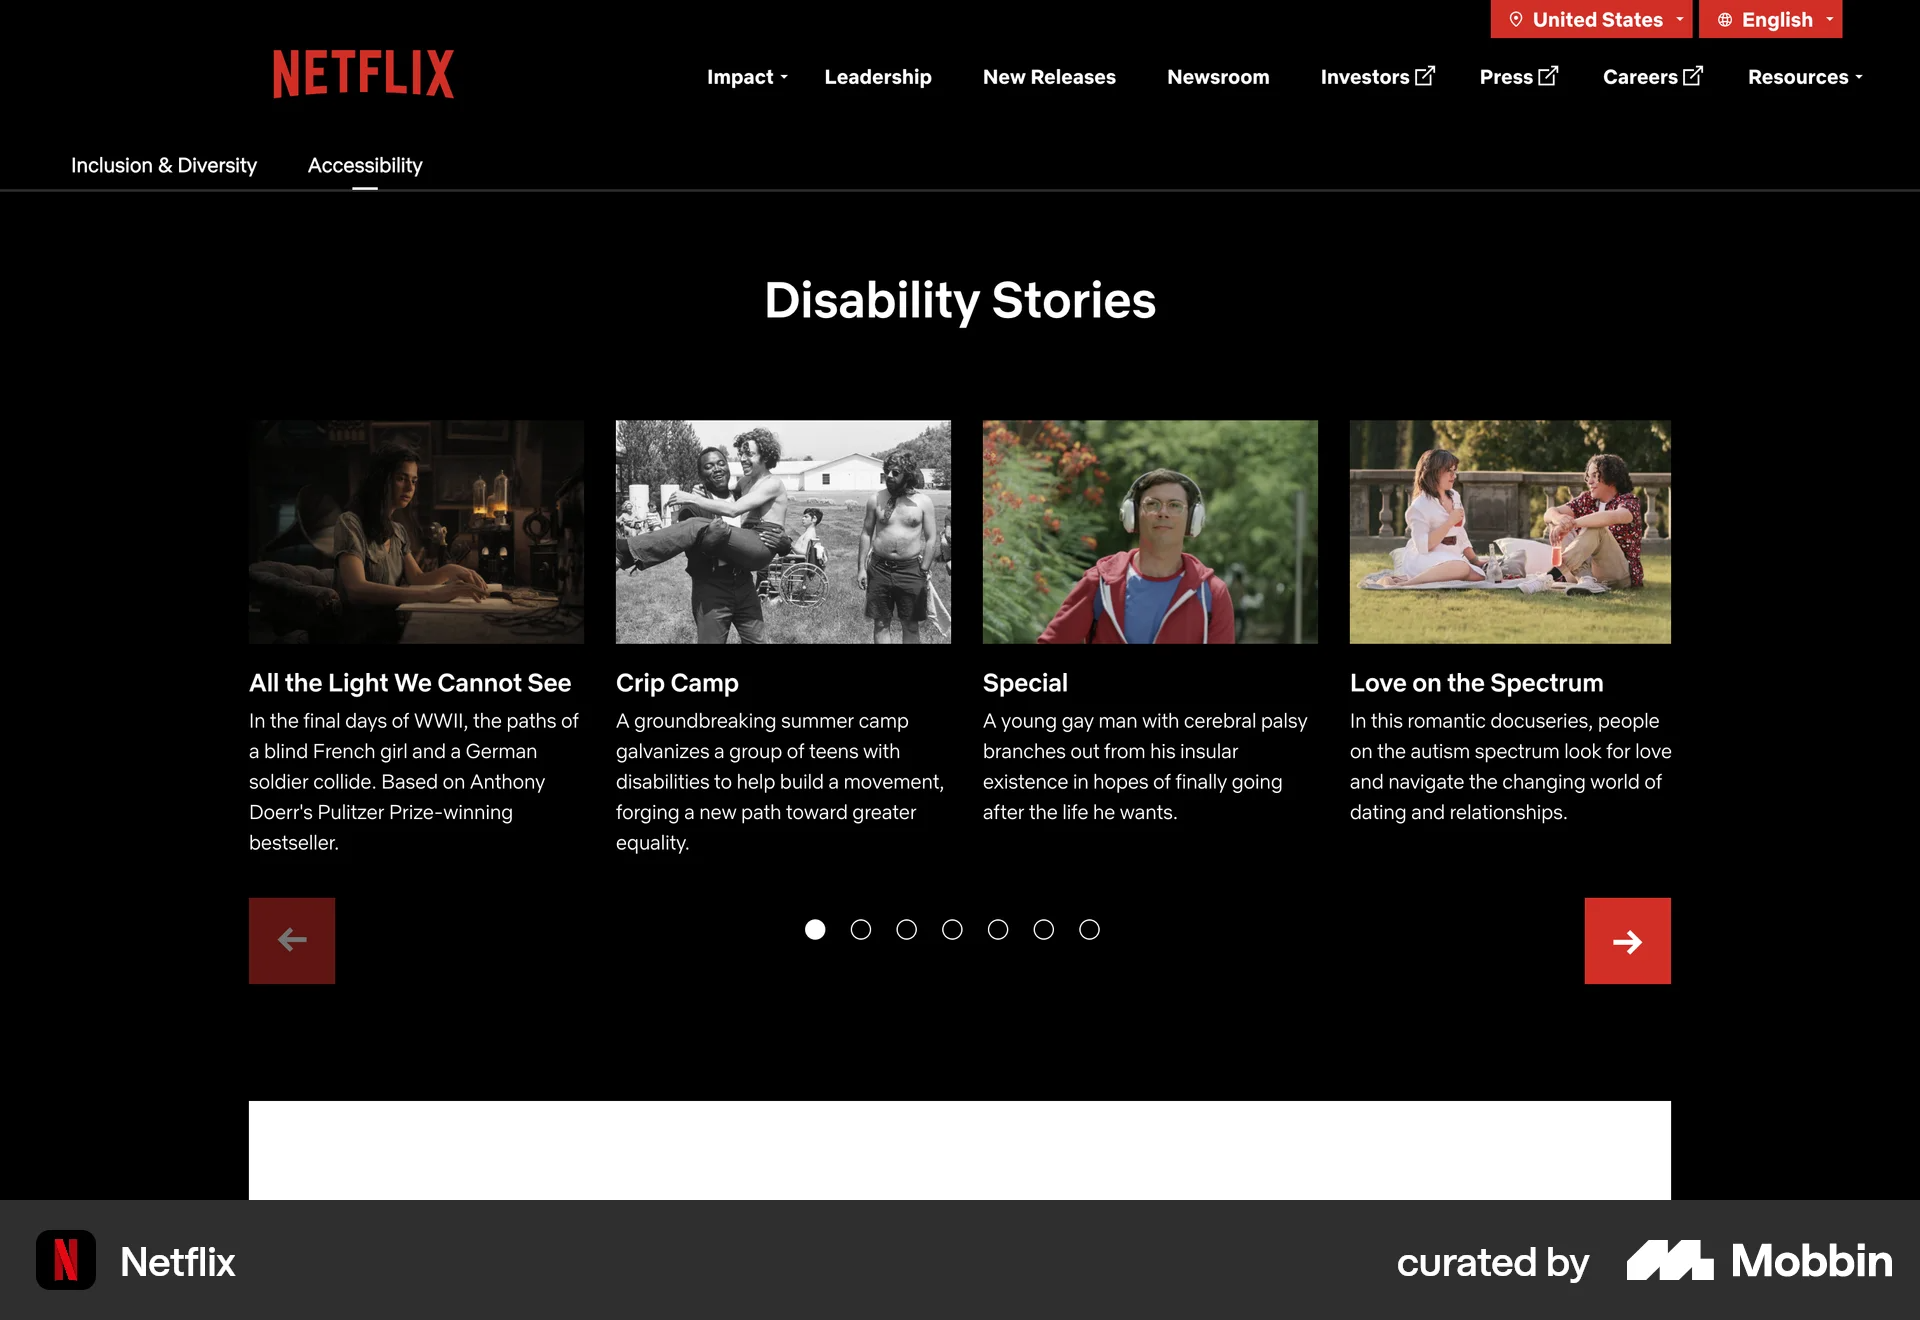 United States
English
NETFLIX
Impact
Leadership
New Releases
Newsroom
Investors
Press
Careers
Resources
Inclusion & Diversity
Accessibility
Disability Stories
All the Light We Cannot See
In the final days of WWII, the paths of
a blind French girl and a German
soldier collide. Based on Anthony
Doerr's Pulitzer Prize-winning
bestseller.
Crip Camp
A groundbreaking summer camp
galvanizes a group of teens with
disabilities to help build a movement,
forging a new path toward greater
equality.
Special
A young gay man with cerebral palsy
branches out from his insular
existence in hopes of finally going
after the life he wants.
Love on the Spectrum
In this romantic docuseries, people
on the autism spectrum look for love
and navigate the changing world of
dating and relationships.
N
Netflix
curated by
Mobbin